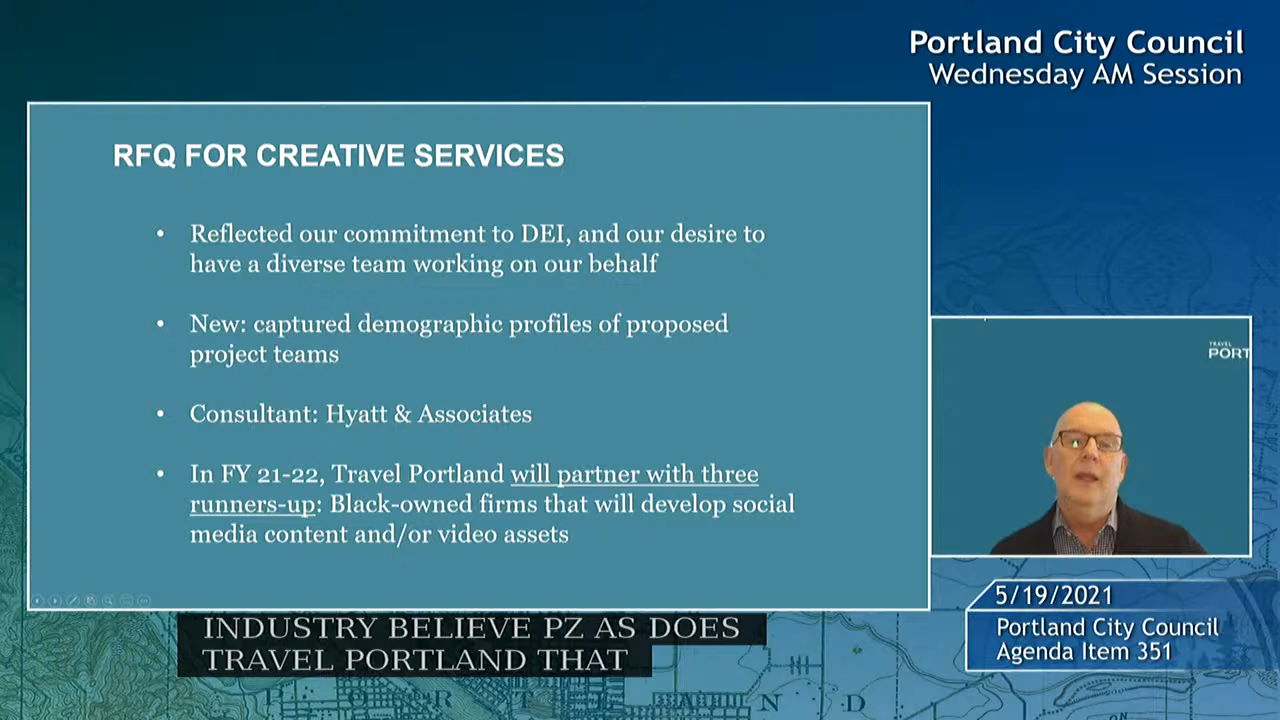 Portland City Council
Wednesday AM Session
RFQ FOR CREATIVE SERVICES
• Reflected our commitment to DEI, and our desire to
have a diverse team working on our behalf
• New: captured demographic profiles of proposed
project teams
• Consultant: Hyatt & Associates
• In FY 21-22, Travel Portland will partner with three
runners-up: Black-owned firms that will develop social
media content and/or video assets
TRAVEL
PORT
5/19/2021
Portland City Council
Agenda Item 351
INDUSTRY BELIEVE PZ AS DOES
TRAVEL PORTLAND THAT